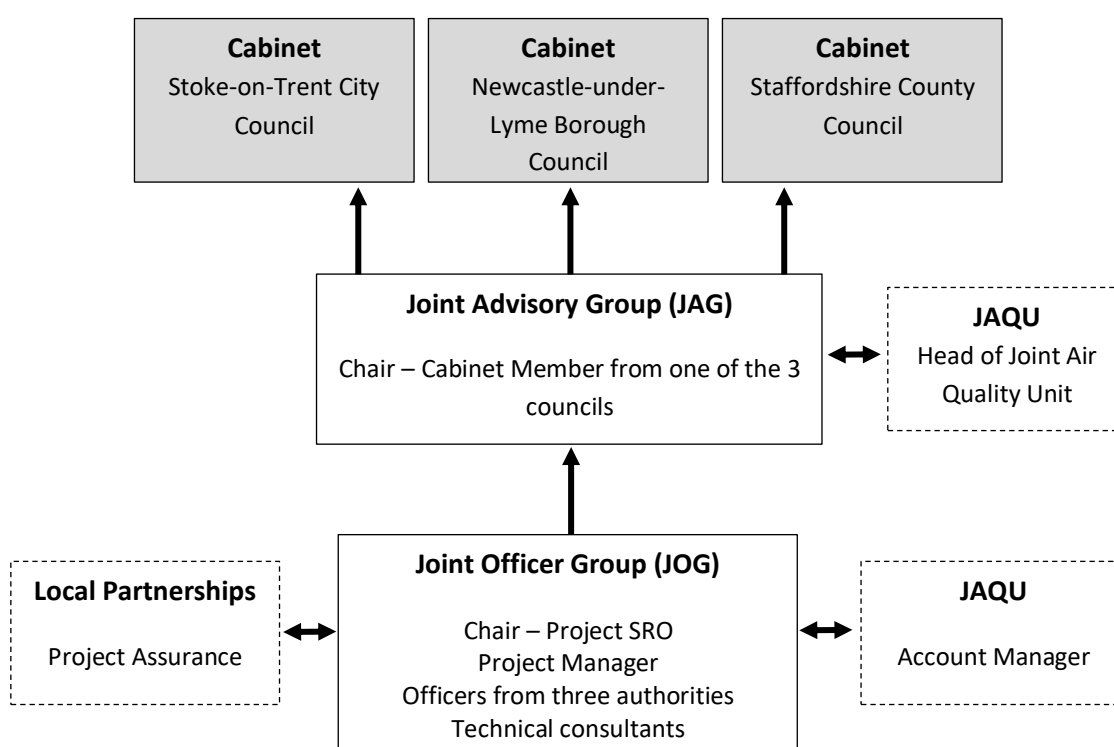 Cabinet
Stoke-on-Trent City
Council
Cabinet
Newcastle-under-
Lyme Borough
Council
Cabinet
Staffordshire County
Council
Joint Advisory Group (JAG)
Chair – Cabinet Member from one of the 3
councils
JAQU
Head of Joint Air
Quality Unit
Local Partnerships
Project Assurance
Joint Officer Group (JOG)
Chair – Project SRO
Project Manager
Officers from three authorities
Technical consultants
JAQU
Account Manager